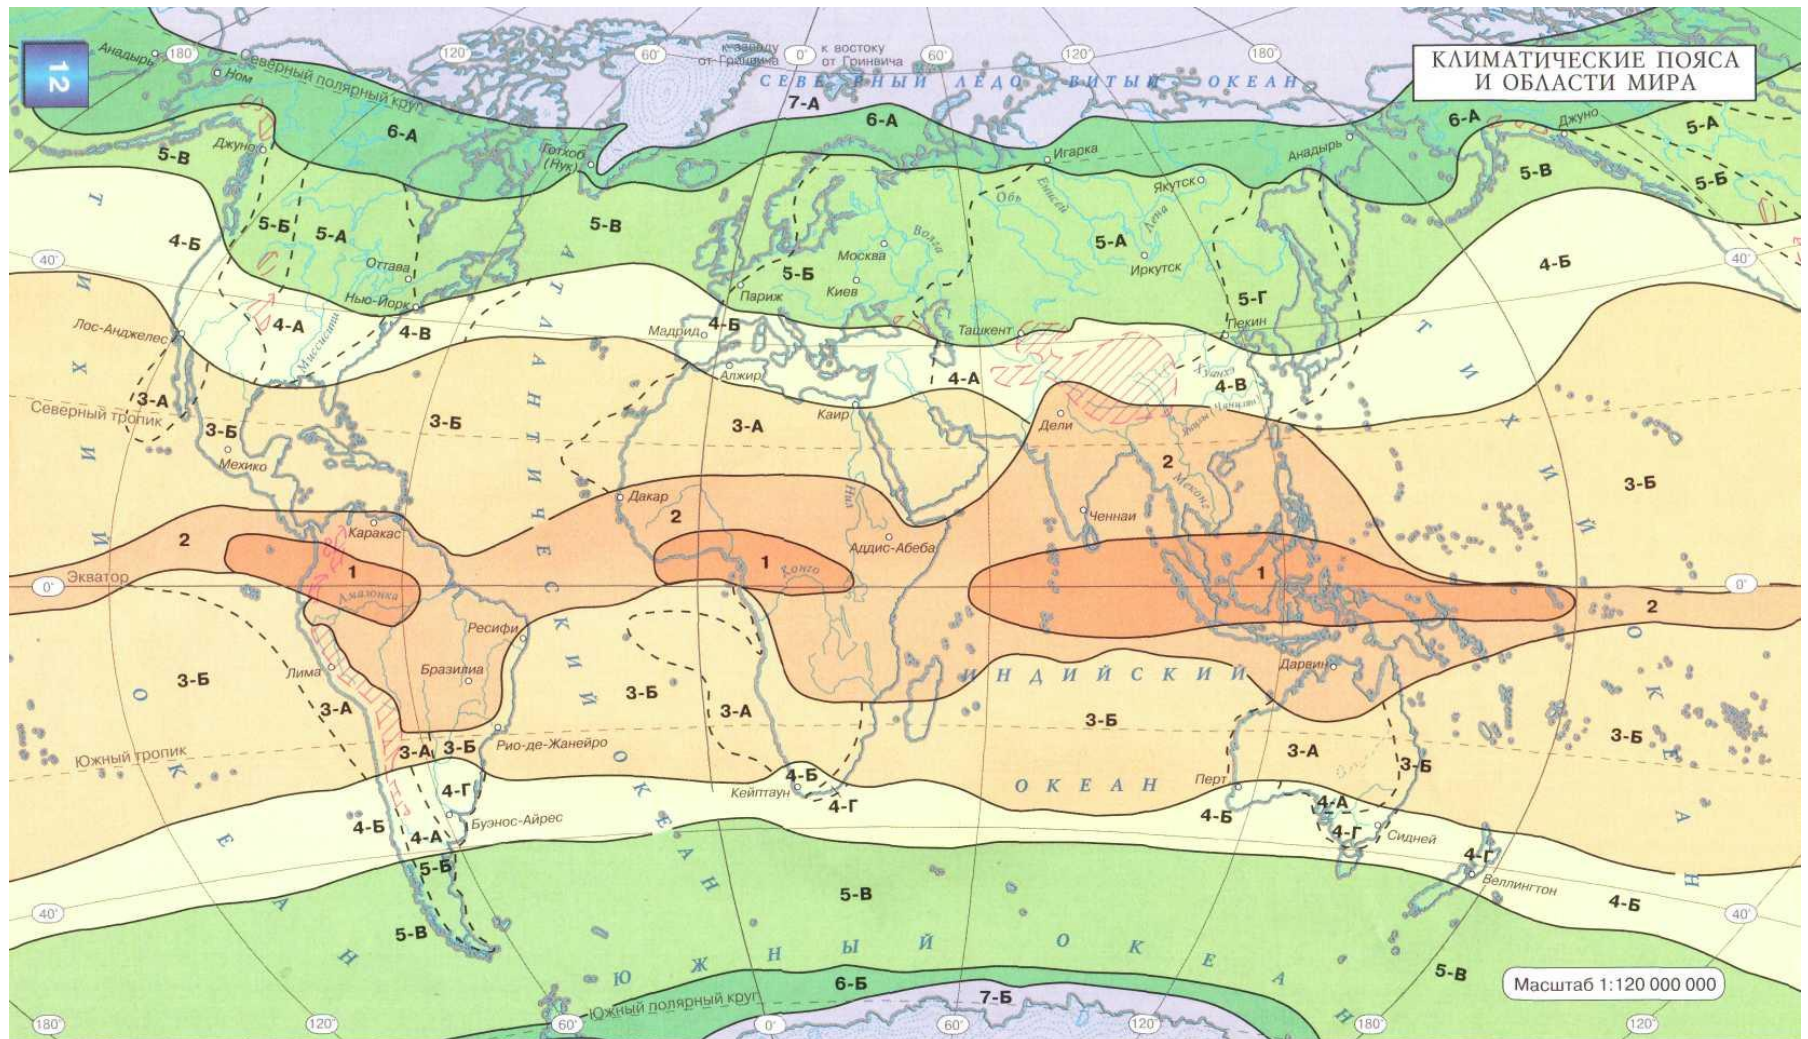 12
КЛИМАТИЧЕСКИЕ ПОЯСА
И ОБЛАСТИ МИРА
Анадырь
180°
Ном
Северный полярный круг
120°
60°
к западу
от Гринвича
0°
к востоку
от Гринвича
60°
120°
180°
СЕВЕРНЫЙ ЛЕДОВИТЫЙ ОКЕАН
7-А
6-А
6-А
6-А
Джуно
Готхоб
(Нук)
Игарка
Анадырь
Джуно
5-А
5-В
Якутск
5-В
5-Б
Обь
Енисей
Лена
5-Б
5-А
5-В
Волга
Москва
5-А
4-Б
4-Б
40°
40°
Оттава
5-Б
Киев
Иркутск
Париж
Нью-Йорк
5-Г
Лос-Анджелес
4-А
Миссисипи
4-В
Мадрид
4-Б
Ташкент
Пекин
Алжир
4-А
Хуанхэ
4-В
3-А
Северный тропик
3-Б
3-Б
3-А
Каир
Дели
Мехико
2
Меконг
3-Б
Дакар
Нил
Ченнаи
Каракас
2
2
Аддис-Абеба
1
1
Конго
1
Экватор
0°
0°
Амазонка
2
Ресифи
Лима
Бразилиа
3-Б
3-Б
ИНДИЙСКИЙ
ОКЕАН
Дарвин
3-А
3-А
3-Б
3-Б
Южный тропик
3-А
3-Б
Рио-де-Жанейро
3-А
3-Б
4-Г
4-Б
Кейптаун
4-Г
Перт
4-Б
4-А
4-Б
4-А
Буэнос-Айрес
4-Г
Сидней
4-Г
5-Б
Веллингтон
4-Б
40°
40°
5-В
5-В
5-В
ТИХИЙ ОКЕАН
АТЛАНТИЧЕСКИЙ ОКЕАН
ТИХИЙ ОКЕАН
ЮЖНЫЙ ОКЕАН
6-Б
7-Б
Южный полярный круг
Масштаб 1:120 000 000
180°
120°
60°
0°
60°
120°
180°
120°